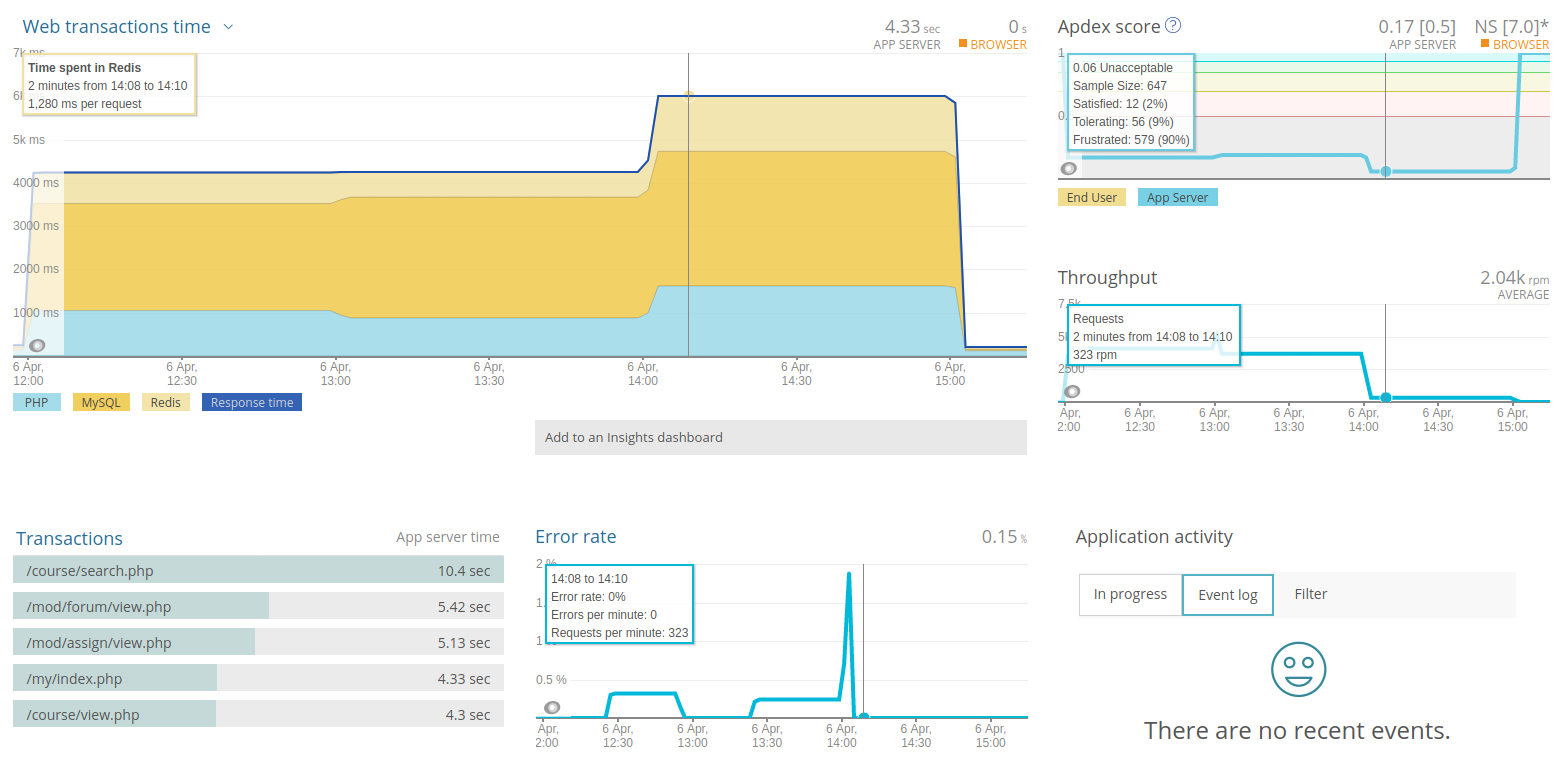 Web transactions time
4.33 sec
APP SERVER
0 s
BROWSER
7k ms
Time spent in Redis
2 minutes from 14:08 to 14:10
1,280 ms per request
5k ms
4000 ms
3000 ms
2000 ms
1000 ms
6 Apr, 6 Apr, 6 Apr, 6 Apr, 6 Apr, 6 Apr, 6 Apr,
12:00 12:30 13:00 13:30 14:00 14:30 15:00
PHP MySQL Redis Response time
Add to an Insights dashboard
Apdex score ?
0.17 [0.5]
APP SERVER
NS [7.0]*
BROWSER
1
0.06 Unacceptable
Sample Size: 647
Satisfied: 12 (2%)
Tolerating: 56 (9%)
Frustrated: 579 (90%)
End User App Server
Throughput
2.04k rpm
AVERAGE
7.5k
Requests
2 minutes from 14:08 to 14:10
323 rpm
2500
Apr, 6 Apr, 6 Apr, 6 Apr, 6 Apr, 6 Apr, 6 Apr,
2:00 12:30 13:00 13:30 14:00 14:30 15:00
Transactions App server time
/course/search.php 10.4 sec
/mod/forum/view.php 5.42 sec
/mod/assign/view.php 5.13 sec
/my/index.php 4.33 sec
/course/view.php 4.3 sec
Error rate 0.15 %
2 %
14:08 to 14:10
Error rate: 0%
Errors per minute: 0
Requests per minute: 323
0.5 %
Apr, 6 Apr, 6 Apr, 6 Apr, 6 Apr, 6 Apr, 6 Apr,
2:00 12:30 13:00 13:30 14:00 14:30 15:00
Application activity
In progress Event log Filter
There are no recent events.